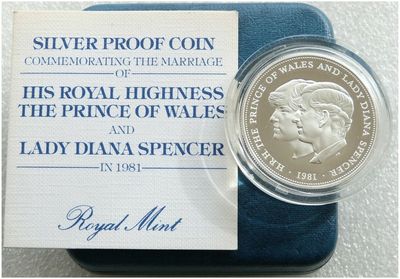 SILVER PROOF COIN
COMMEMORATING THE MARRIAGE
OF
HIS ROYAL HIGHNESS
THE PRINCE OF WALES
AND
LADY DIANA SPENCER
IN 1981
Royal Mint
H.R.H. THE PRINCE OF WALES AND LADY DIANA SPENCER
· 1981 ·